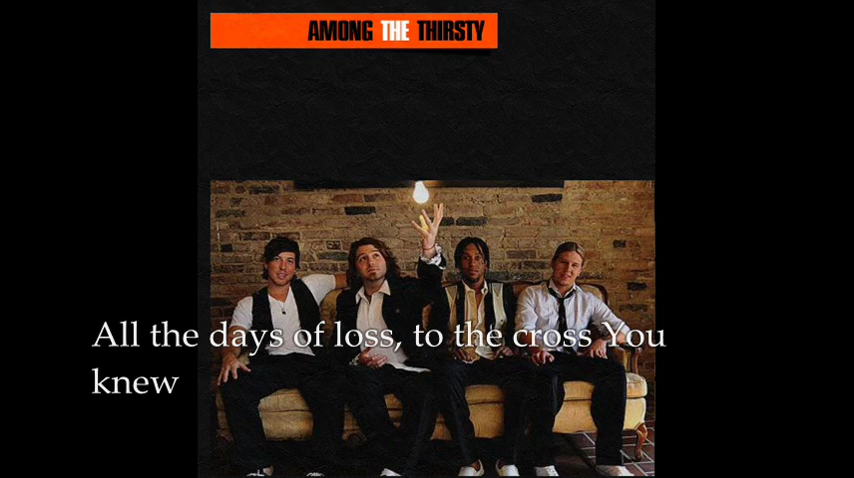 AMONG THE THIRSTY
All the days of loss, to the cross You
knew